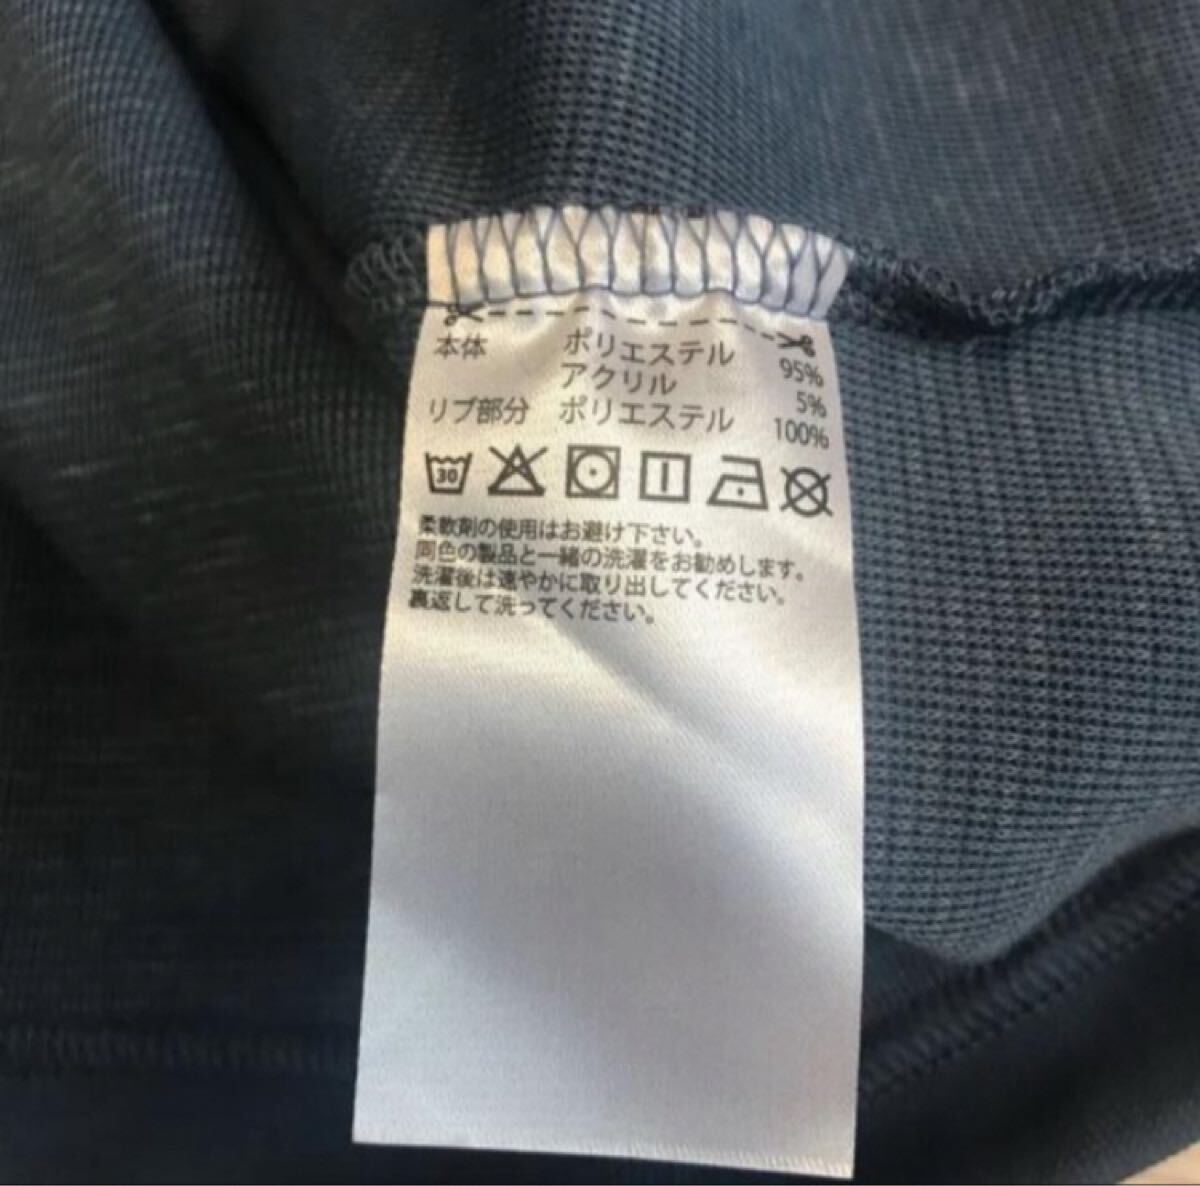 本体 ポリエステル 95%
アクリル 5%
リブ部分 ポリエステル 100%
30
柔軟剤の使用はお避け下さい。
同色の製品と一緒の洗濯をお勧めします。
洗濯後は速やかに取り出してください。
裏返して洗ってください。